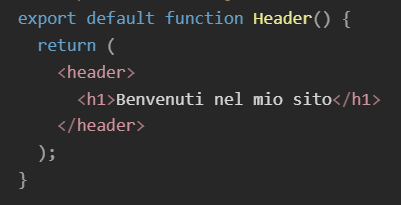 export default function Header() {
  return (
    <header>
      <h1>Benvenuti nel mio sito</h1>
    </header>
  );
}